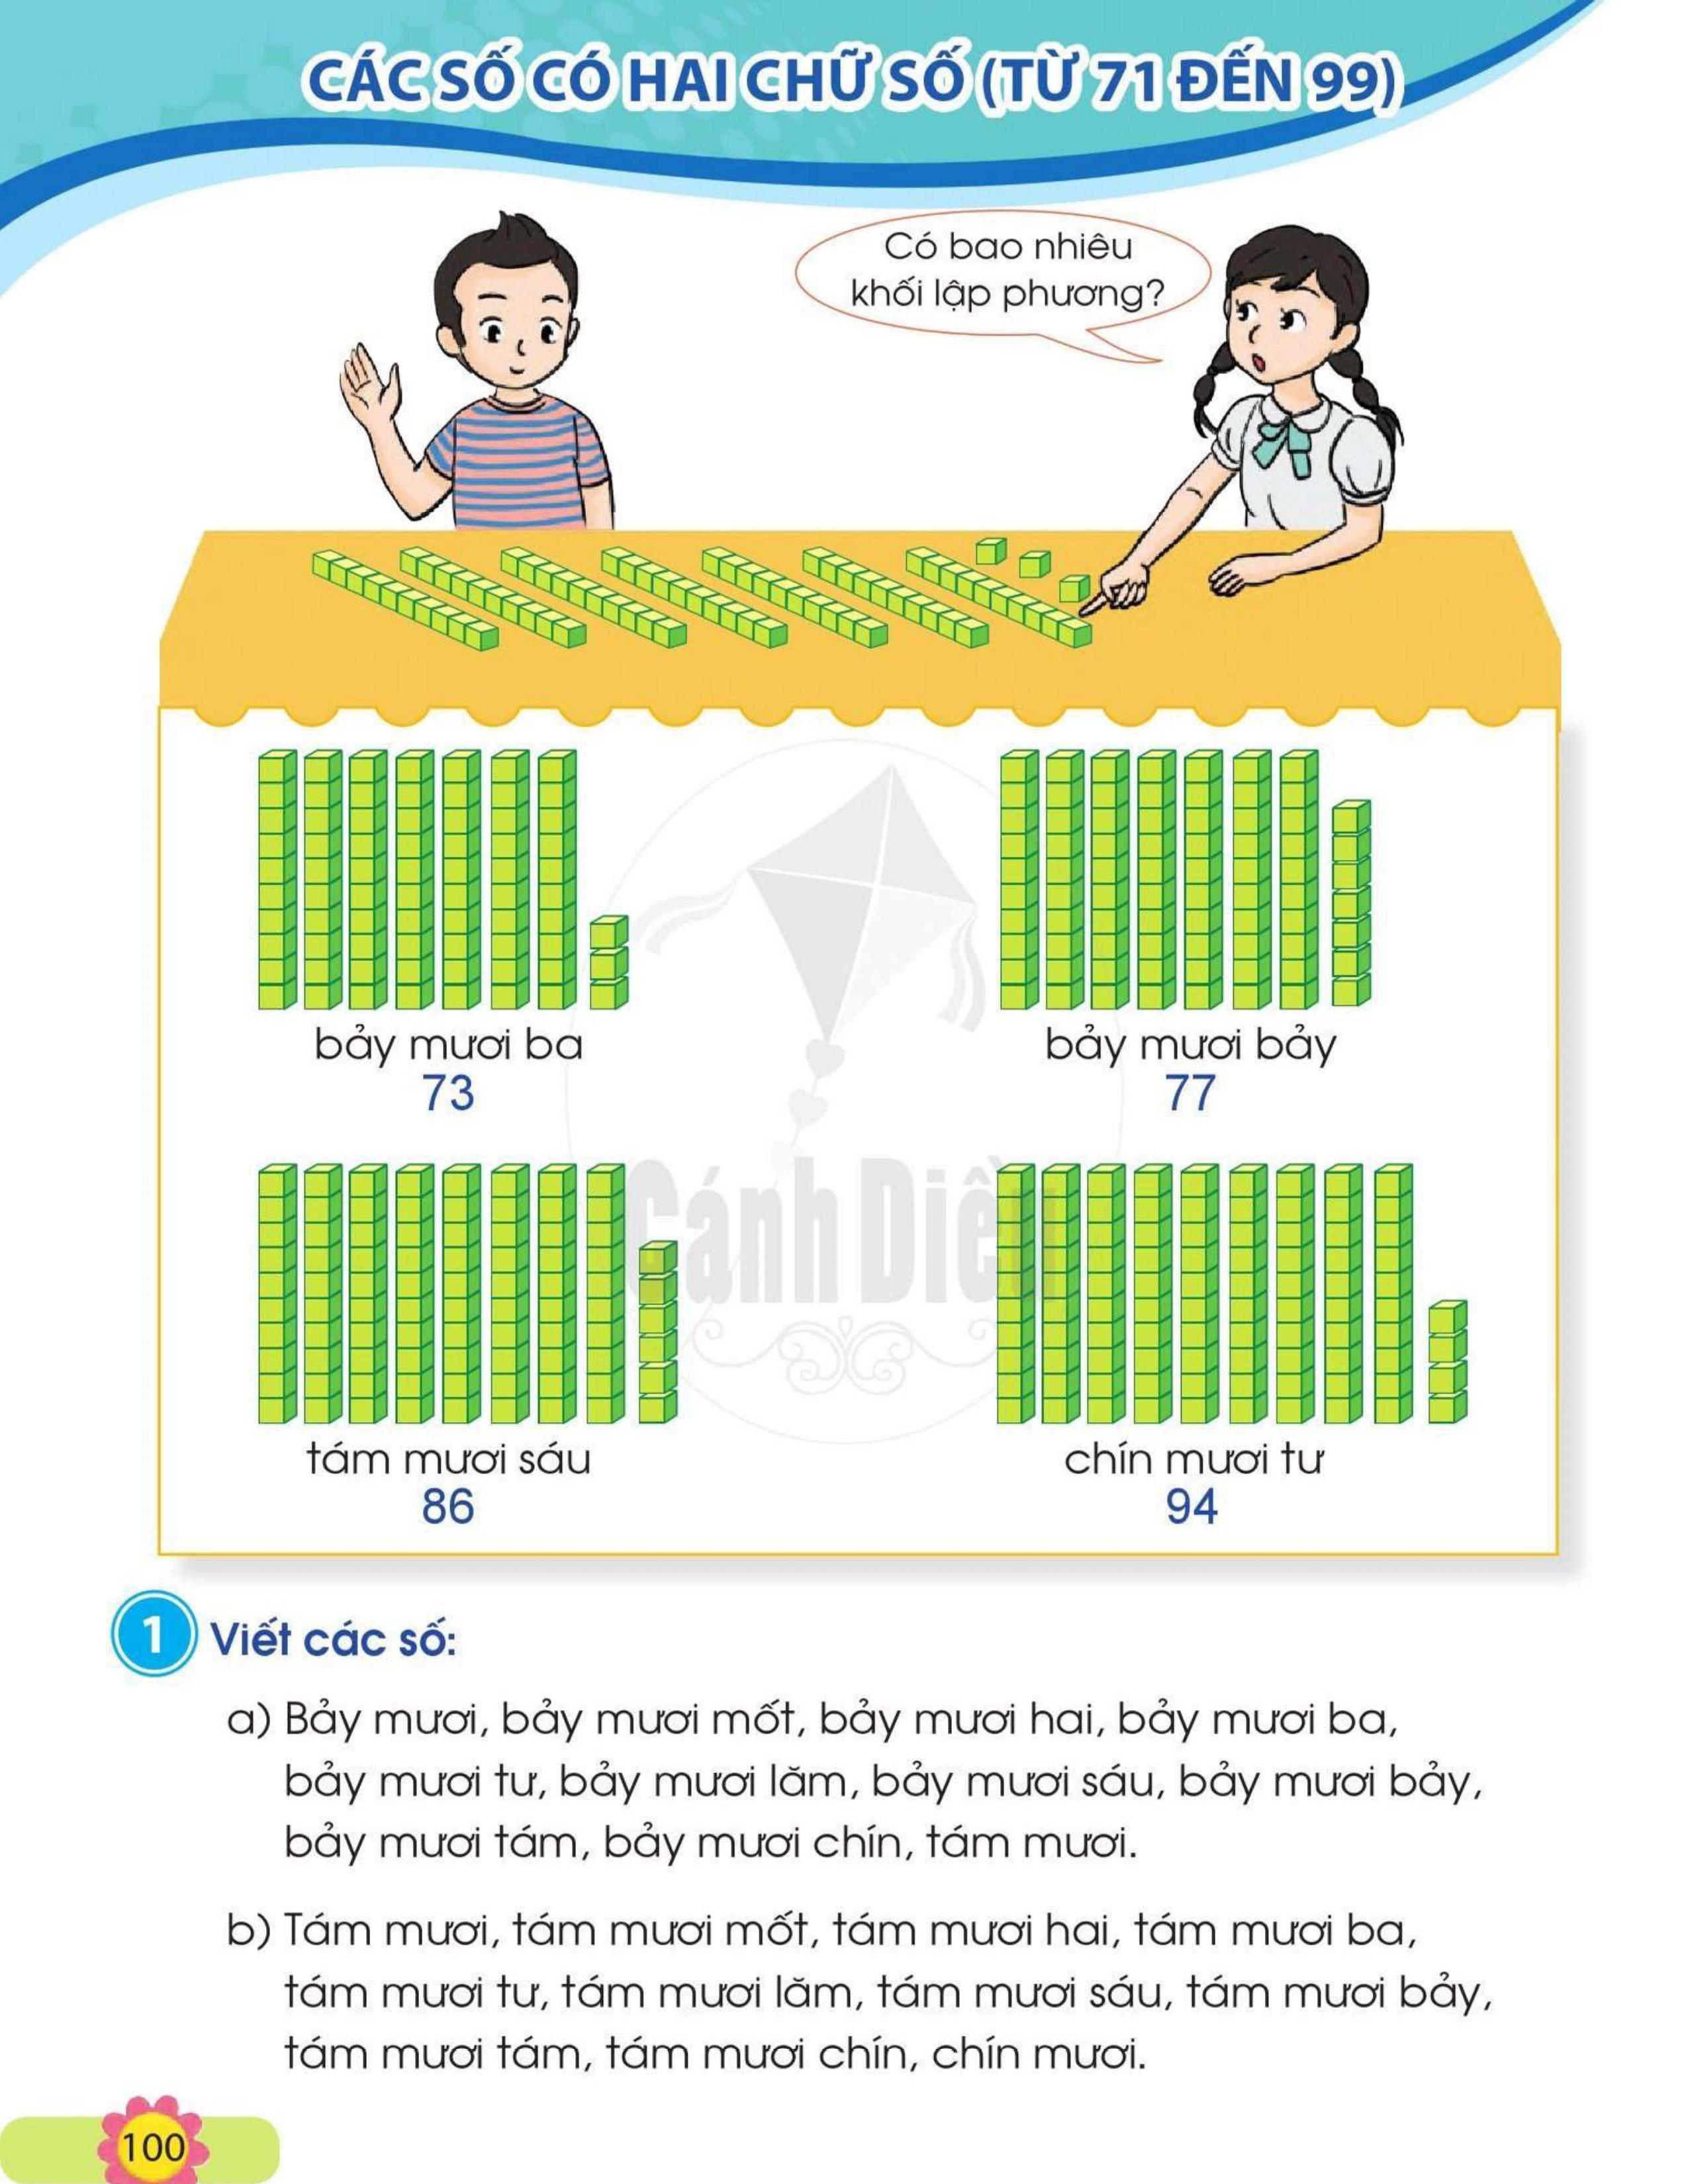 CÁC SỐ CÓ HAI CHỮ SỐ (TỪ 71 ĐẾN 99)
Có bao nhiêu
khối lập phương?
bảy mươi ba
73
bảy mươi bảy
77
Cánh Diều
tám mươi sáu
86
chín mươi tư
94
1 Viết các số:
a) Bảy mươi, bảy mươi mốt, bảy mươi hai, bảy mươi ba,
bảy mươi tư, bảy mươi lăm, bảy mươi sáu, bảy mươi bảy,
bảy mươi tám, bảy mươi chín, tám mươi.
b) Tám mươi, tám mươi mốt, tám mươi hai, tám mươi ba,
tám mươi tư, tám mươi lăm, tám mươi sáu, tám mươi bảy,
tám mươi tám, tám mươi chín, chín mươi.
100